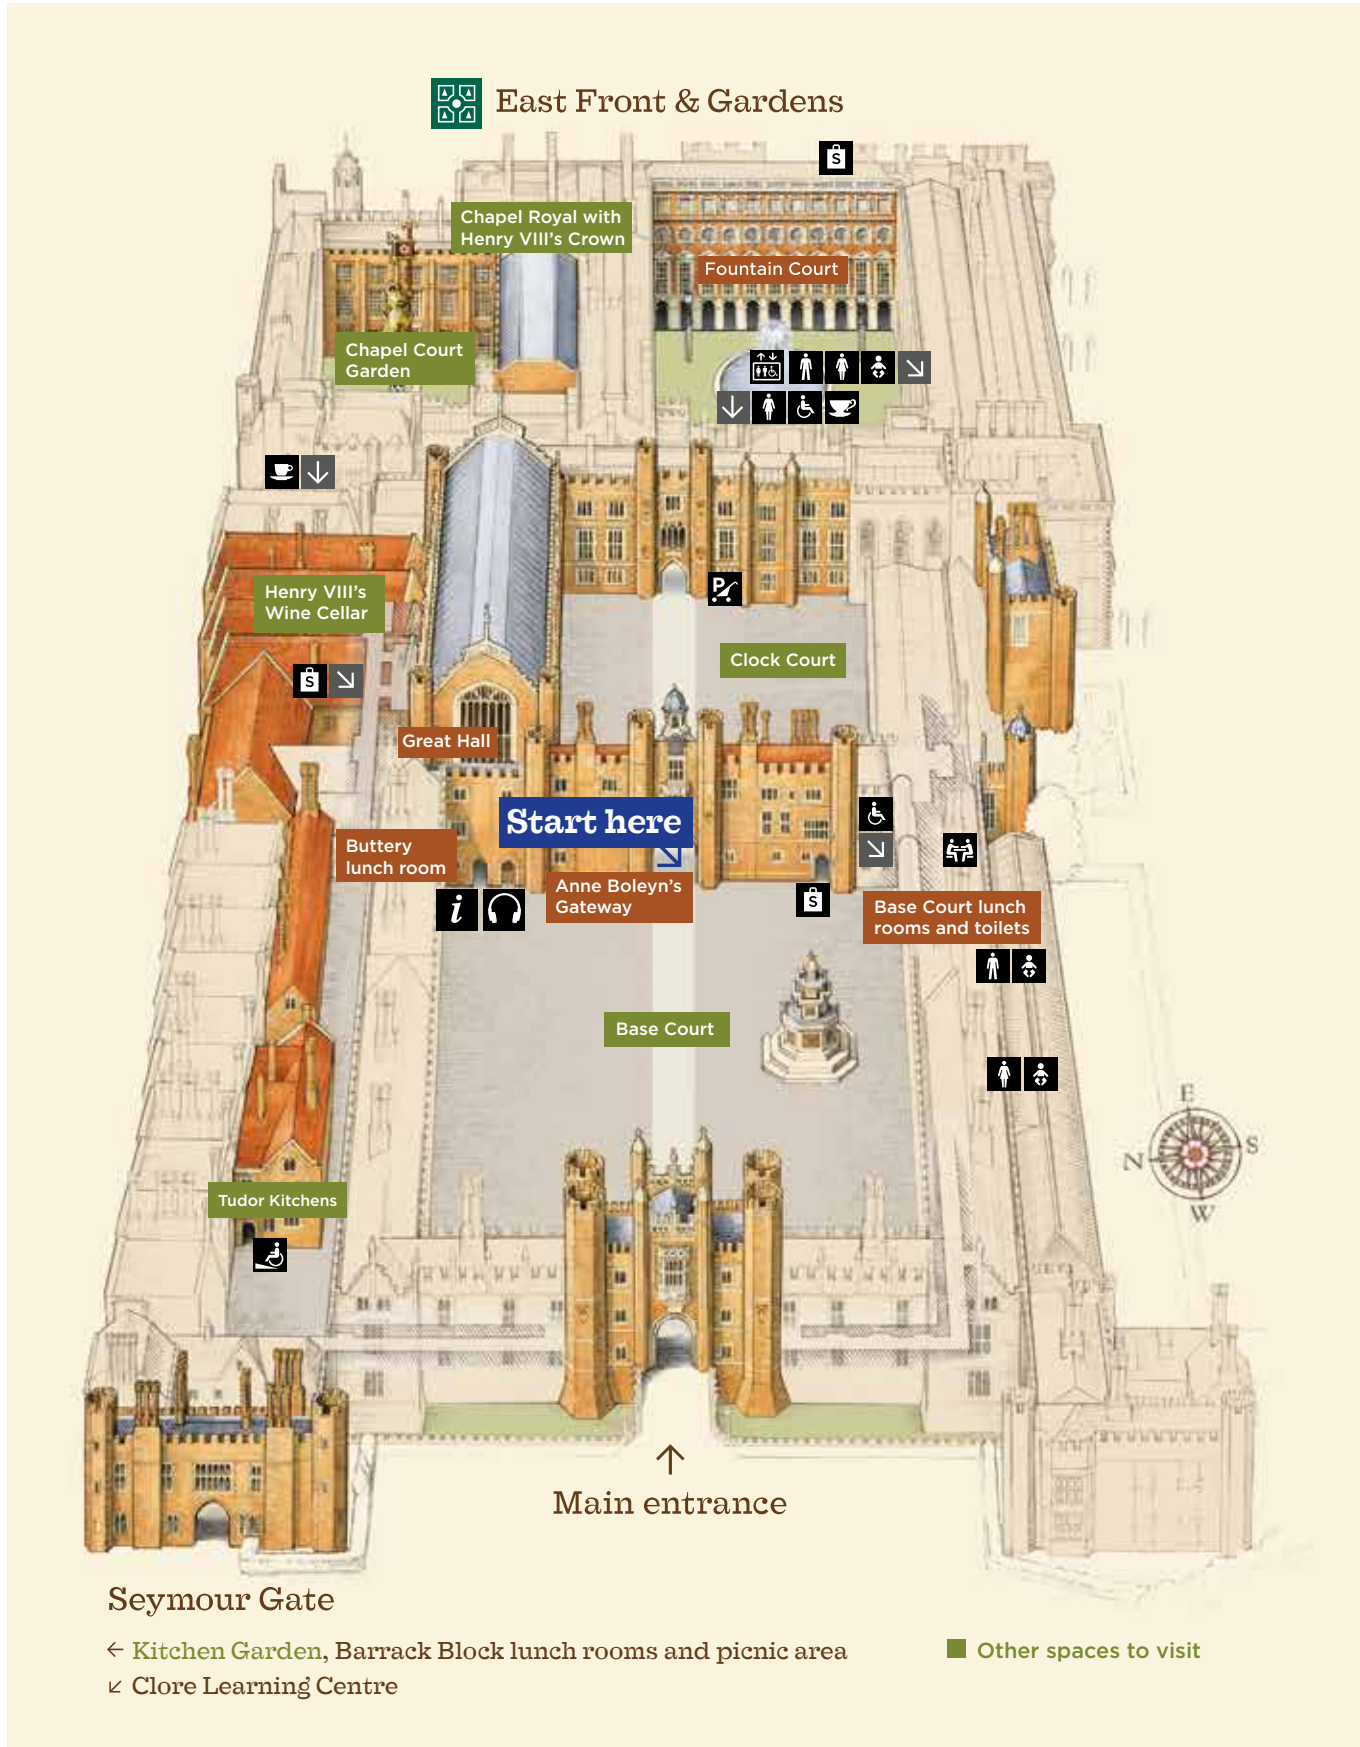 East Front & Gardens
S
Chapel Royal with
Henry VIII's Crown
Fountain Court
Chapel Court
Garden
P
Henry VIII's
Wine Cellar
Clock Court
S
Great Hall
Start here
Buttery
lunch room
Anne Boleyn's
Gateway
i
S
Base Court lunch
rooms and toilets
Base Court
E
N
S
W
Tudor Kitchens
Main entrance
Seymour Gate
← Kitchen Garden, Barrack Block lunch rooms and picnic area
↙ Clore Learning Centre
Other spaces to visit